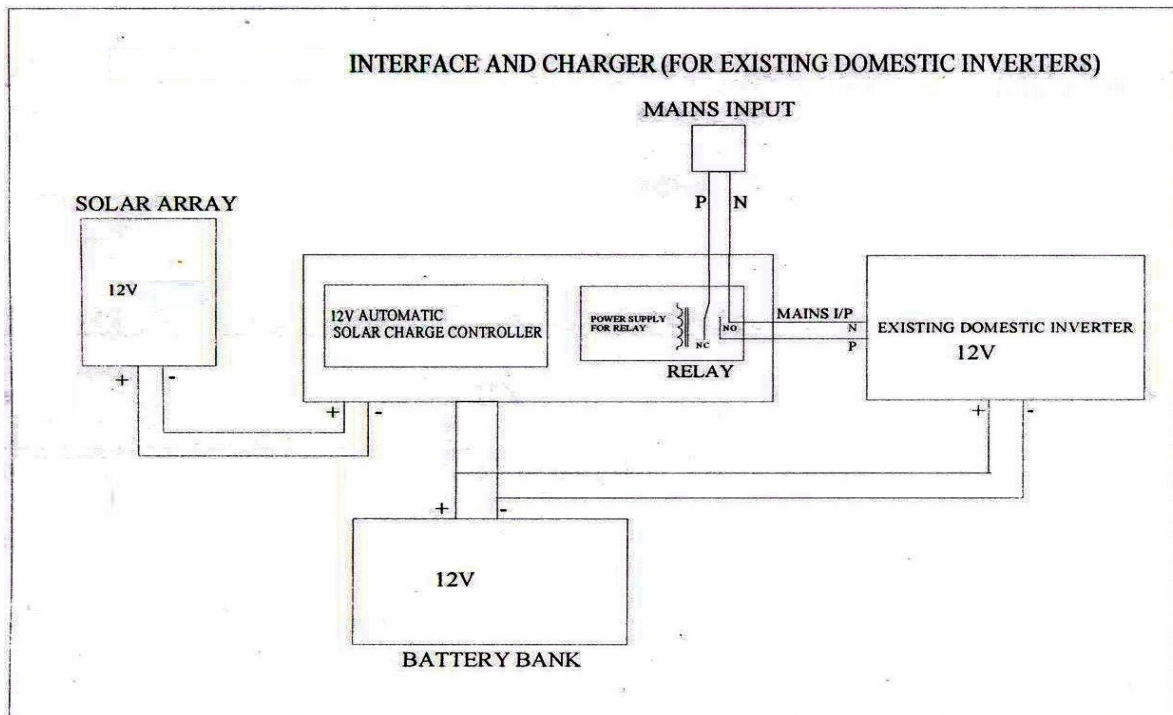 INTERFACE AND CHARGER (FOR EXISTING DOMESTIC INVERTERS)
MAINS INPUT
P N
SOLAR ARRAY
12V
+ -
12V AUTOMATIC
SOLAR CHARGE CONTROLLER
+ -
POWER SUPPLY
FOR RELAY
NC
NO
RELAY
MAINS I/P
N
P
EXISTING DOMESTIC INVERTER
12V
+ -
+ -
12V
BATTERY BANK